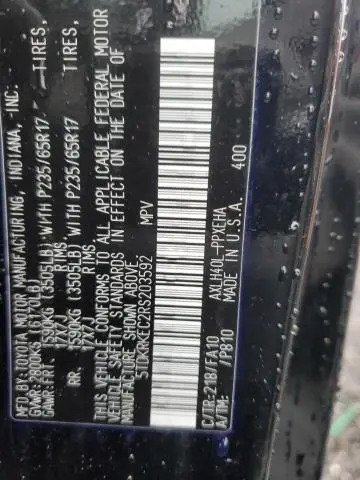 MFD. BY: TOYOTA MOTOR MANUFACTURING, INDIANA, INC.
GVWR: 2800KG (6170LB)
GAWR: FRT. 1590KG (3505LB) WITH P235/65R17 TIRES,
17x7J RIMS,
RR. 1590KG (3505LB) WITH P235/65R17 TIRES,
17x7J RIMS,
THIS VEHICLE CONFORMS TO ALL APPLICABLE FEDERAL MOTOR
VEHICLE SAFETY STANDARDS IN EFFECT ON THE DATE OF
MANUFACTURE SHOWN ABOVE.
5TDKRKEC2RS203592 MPV
C/TR: 218/FA10 AXLH40L-PPXEHA 400
A/TM: /P810 MADE IN U.S.A.